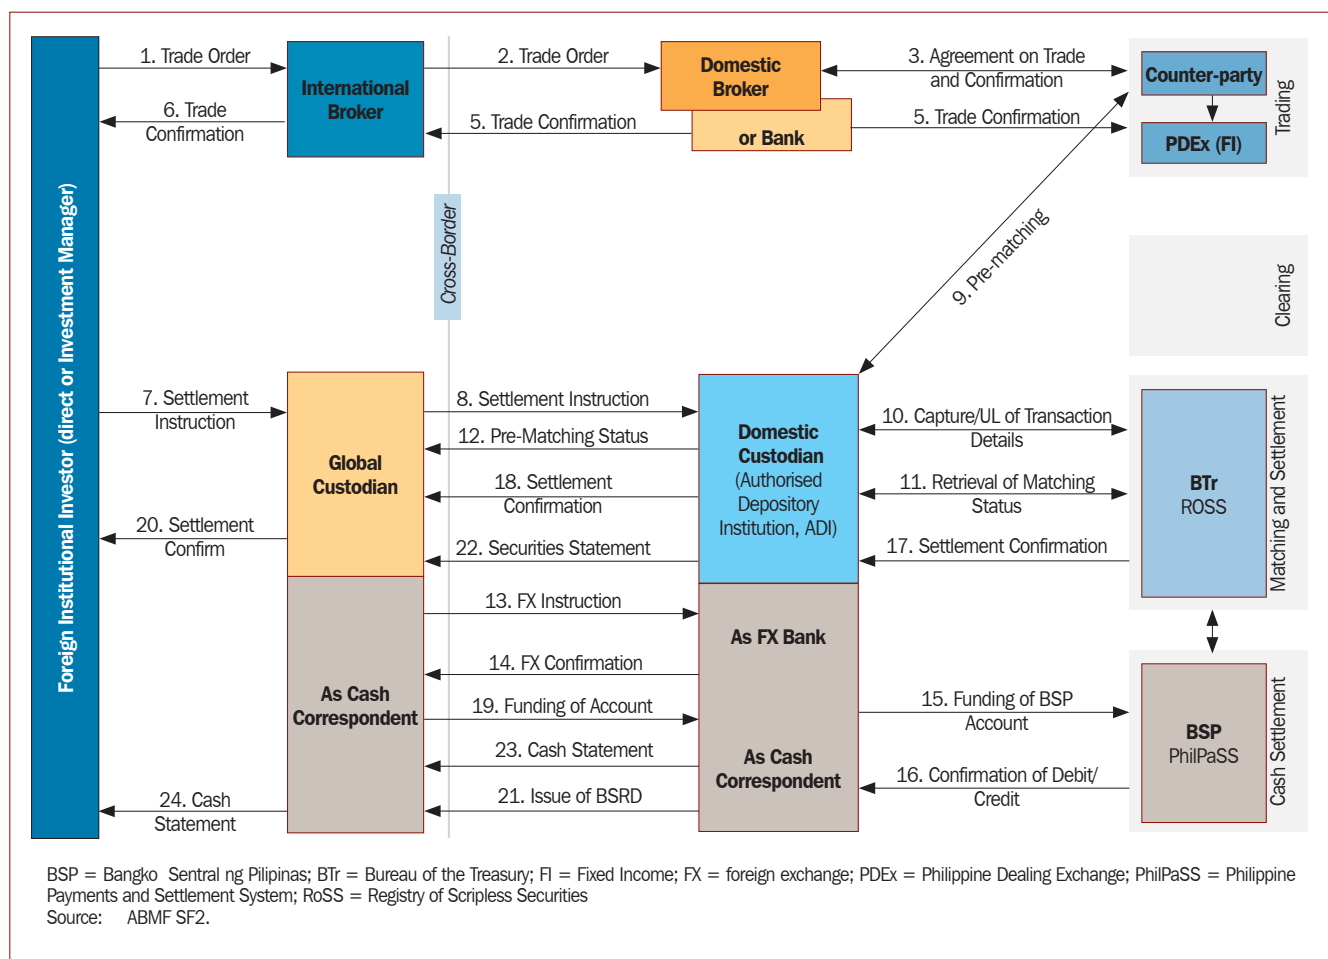 1. Trade Order
2. Trade Order
3. Agreement on Trade
and Confirmation
International
Broker
Domestic
Broker
or Bank
Counter-party
PDEx (FI)
Trading
6. Trade
Confirmation
5. Trade Confirmation
5. Trade Confirmation
Cross-Border
9. Pre-matching
Clearing
Foreign Institutional Investor (direct or Investment Manager)
7. Settlement
Instruction
8. Settlement Instruction
12. Pre-Matching Status
18. Settlement
Confirmation
22. Securities Statement
20. Settlement
Confirm
Global
Custodian
Domestic
Custodian
(Authorised
Depository
Institution, ADI)
10. Capture/UL of Transaction
Details
11. Retrieval of Matching
Status
17. Settlement Confirmation
BTr
ROSS
Matching and Settlement
13. FX Instruction
14. FX Confirmation
19. Funding of Account
23. Cash Statement
21. Issue of BSRD
As Cash
Correspondent
As FX Bank
As Cash
Correspondent
15. Funding of BSP
Account
16. Confirmation of Debit/
Credit
BSP
PhilPaSS
Cash Settlement
24. Cash
Statement
BSP = Bangko Sentral ng Pilipinas; BTr = Bureau of the Treasury; FI = Fixed Income; FX = foreign exchange; PDEx = Philippine Dealing Exchange; PhilPaSS = Philippine
Payments and Settlement System; RoSS = Registry of Scripless Securities
Source: ABMF SF2.